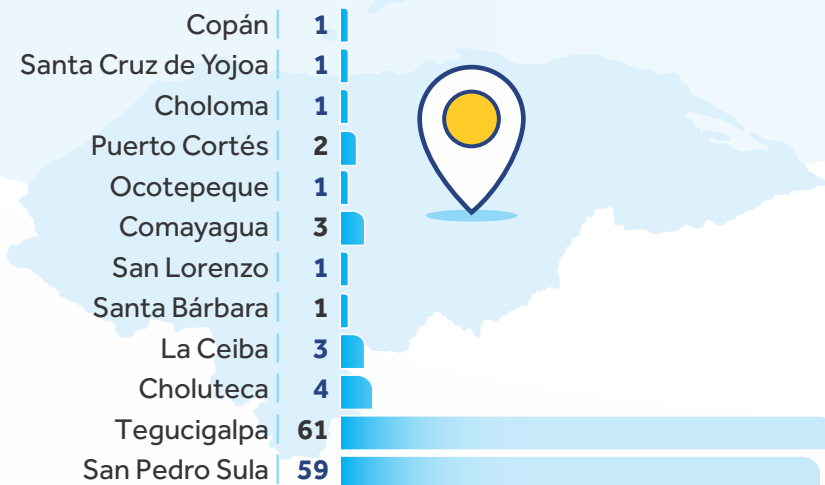 Copán 1
Santa Cruz de Yojoa 1
Choloma 1
Puerto Cortés 2
Ocotepeque 1
Comayagua 3
San Lorenzo 1
Santa Bárbara 1
La Ceiba 3
Choluteca 4
Tegucigalpa 61
San Pedro Sula 59